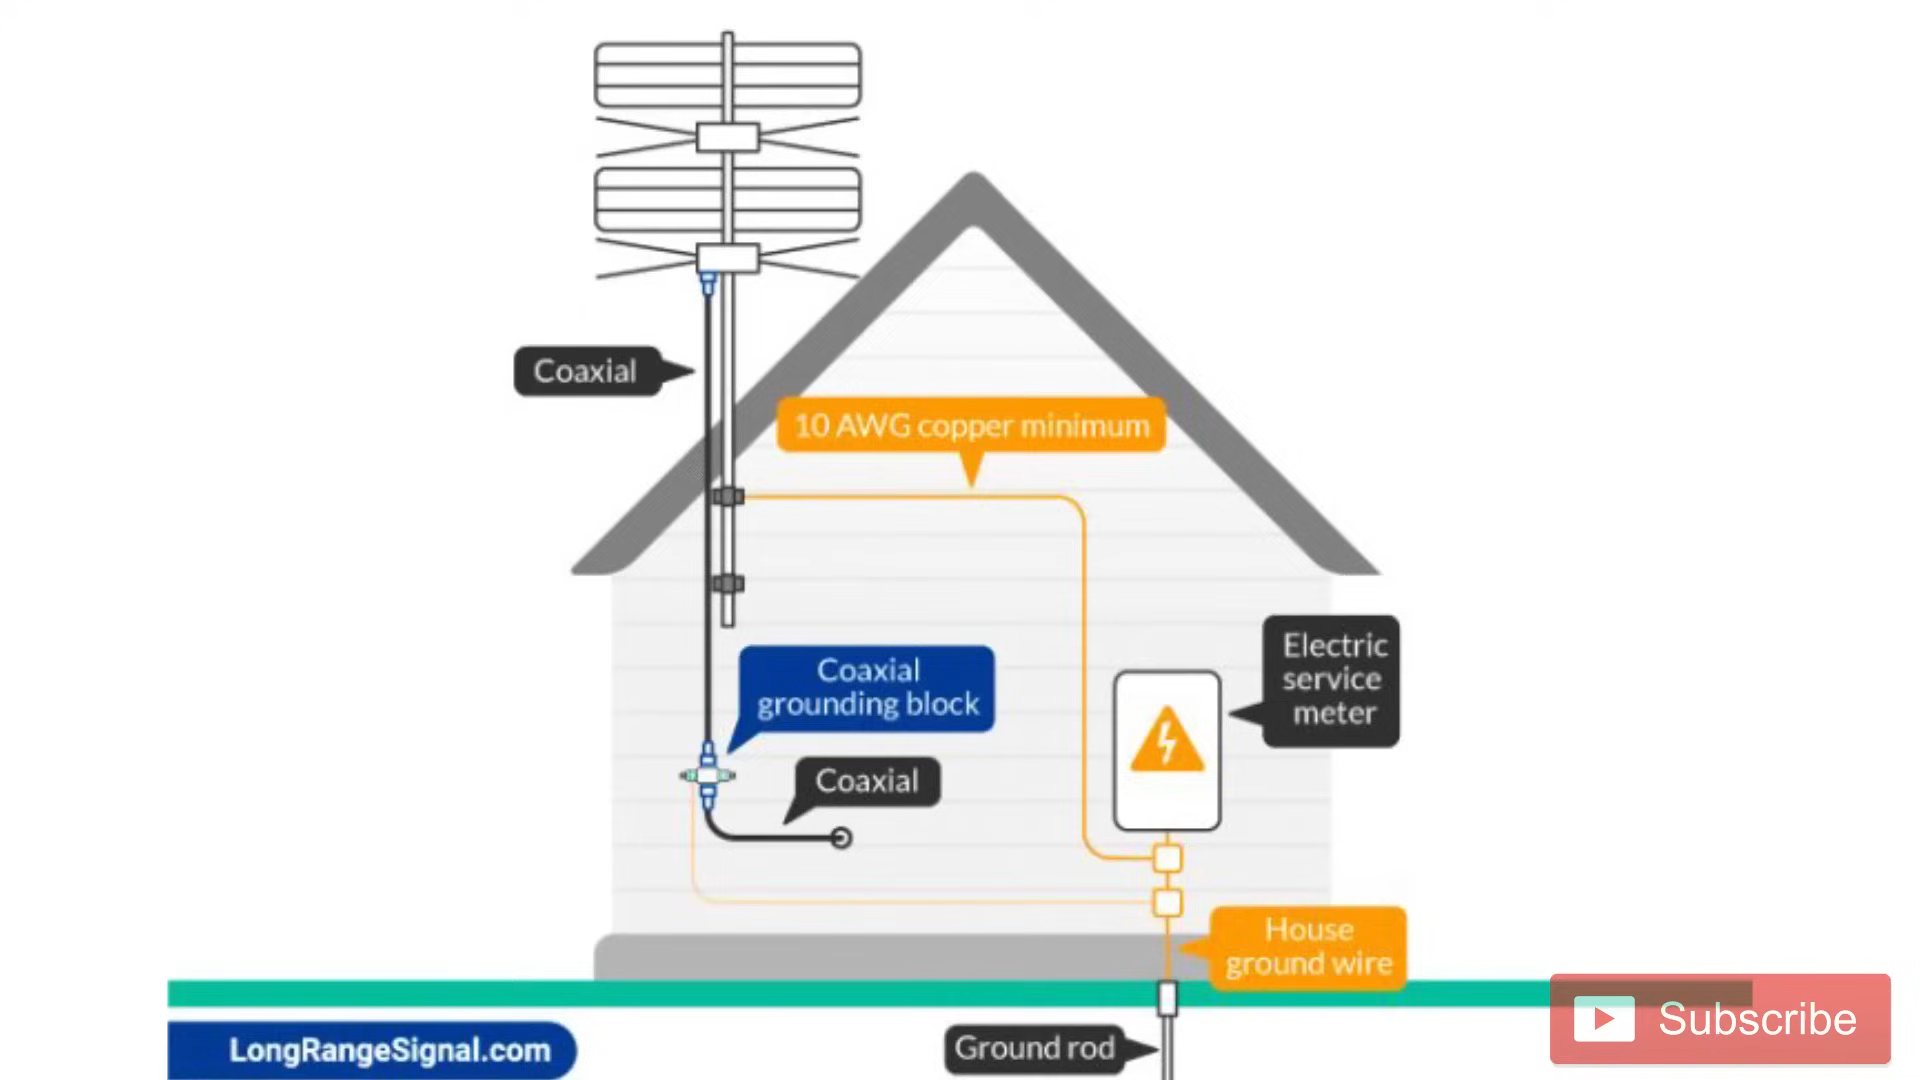 Coaxial
10 AWG copper minimum
Electric
service
meter
Coaxial
grounding block
Coaxial
House
ground wire
LongRangeSignal.com
Ground rod
Subscribe